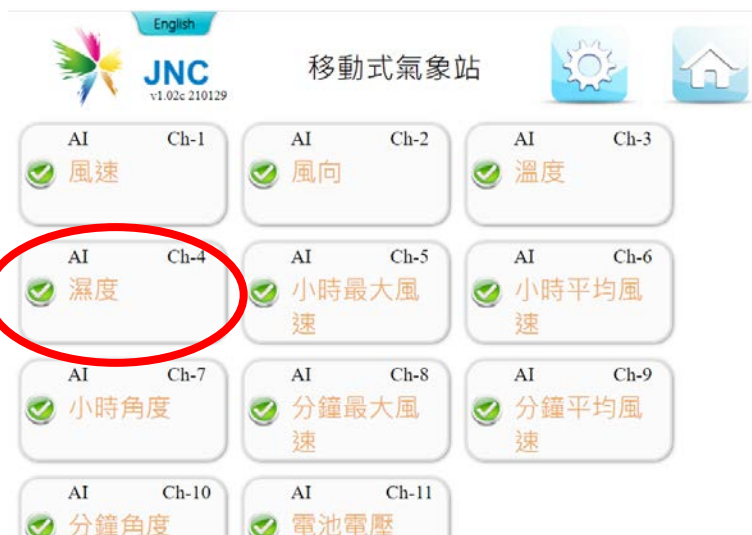 English
JNC
v1.02c 210129
移動式氣象站
AI Ch-1
風速
AI Ch-2
風向
AI Ch-3
溫度
AI Ch-4
濕度
AI Ch-5
小時最大風
速
AI Ch-6
小時平均風
速
AI Ch-7
小時角度
AI Ch-8
分鐘最大風
速
AI Ch-9
分鐘平均風
速
AI Ch-10
分鐘角度
AI Ch-11
電池電壓